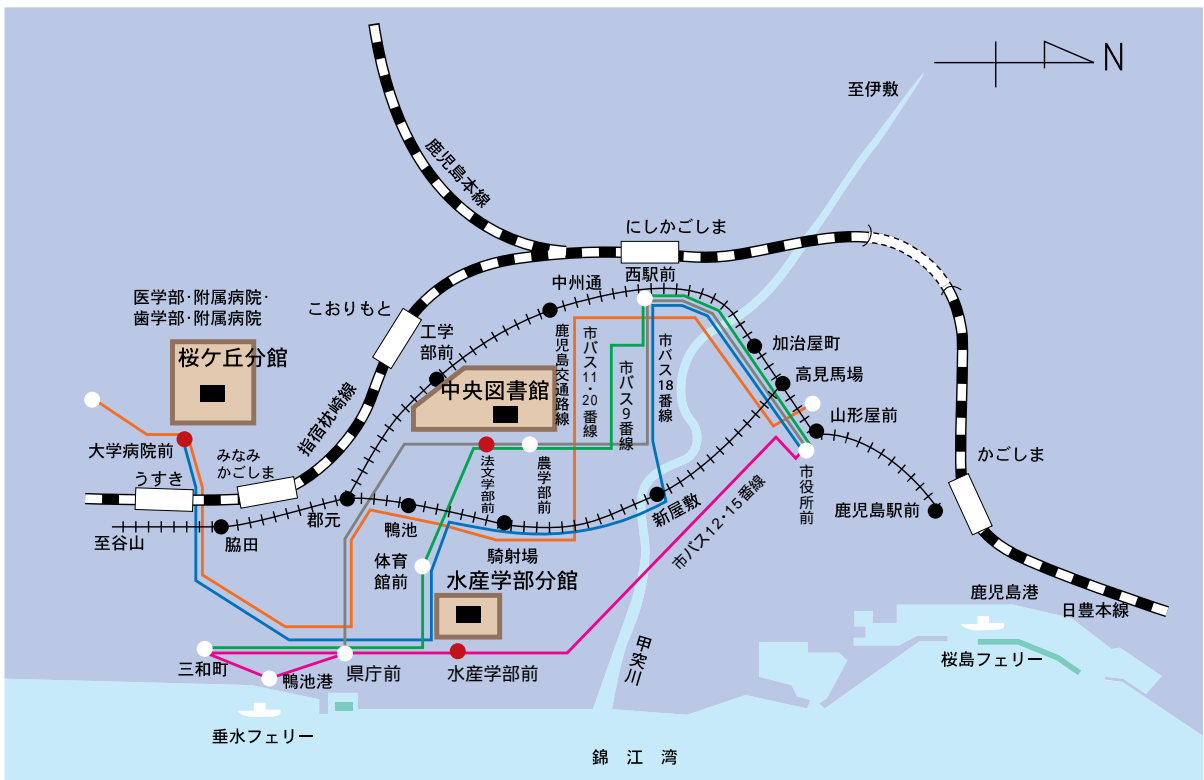 N
至伊敷
鹿児島本線
にしかごしま
西駅前
中州通
医学部･附属病院･
歯学部･附属病院
こおりもと
工学
部前
鹿児島交通路線
市バス11・20番線
市バス9番線
市バス18番線
加治屋町
高見馬場
山形屋前
桜ケ丘分館
中央図書館
指宿枕崎線
大学病院前
みなみ
かごしま
うすき
法文学部前
農学部前
市役所前
かごしま
新屋敷
鹿児島駅前
至谷山
脇田
郡元
鴨池
騎射場
体育
館前
水産学部分館
市バス12・15番線
鹿児島港
日豊本線
甲突川
桜島フェリー
三和町
鴨池港
県庁前
水産学部前
垂水フェリー
錦江湾